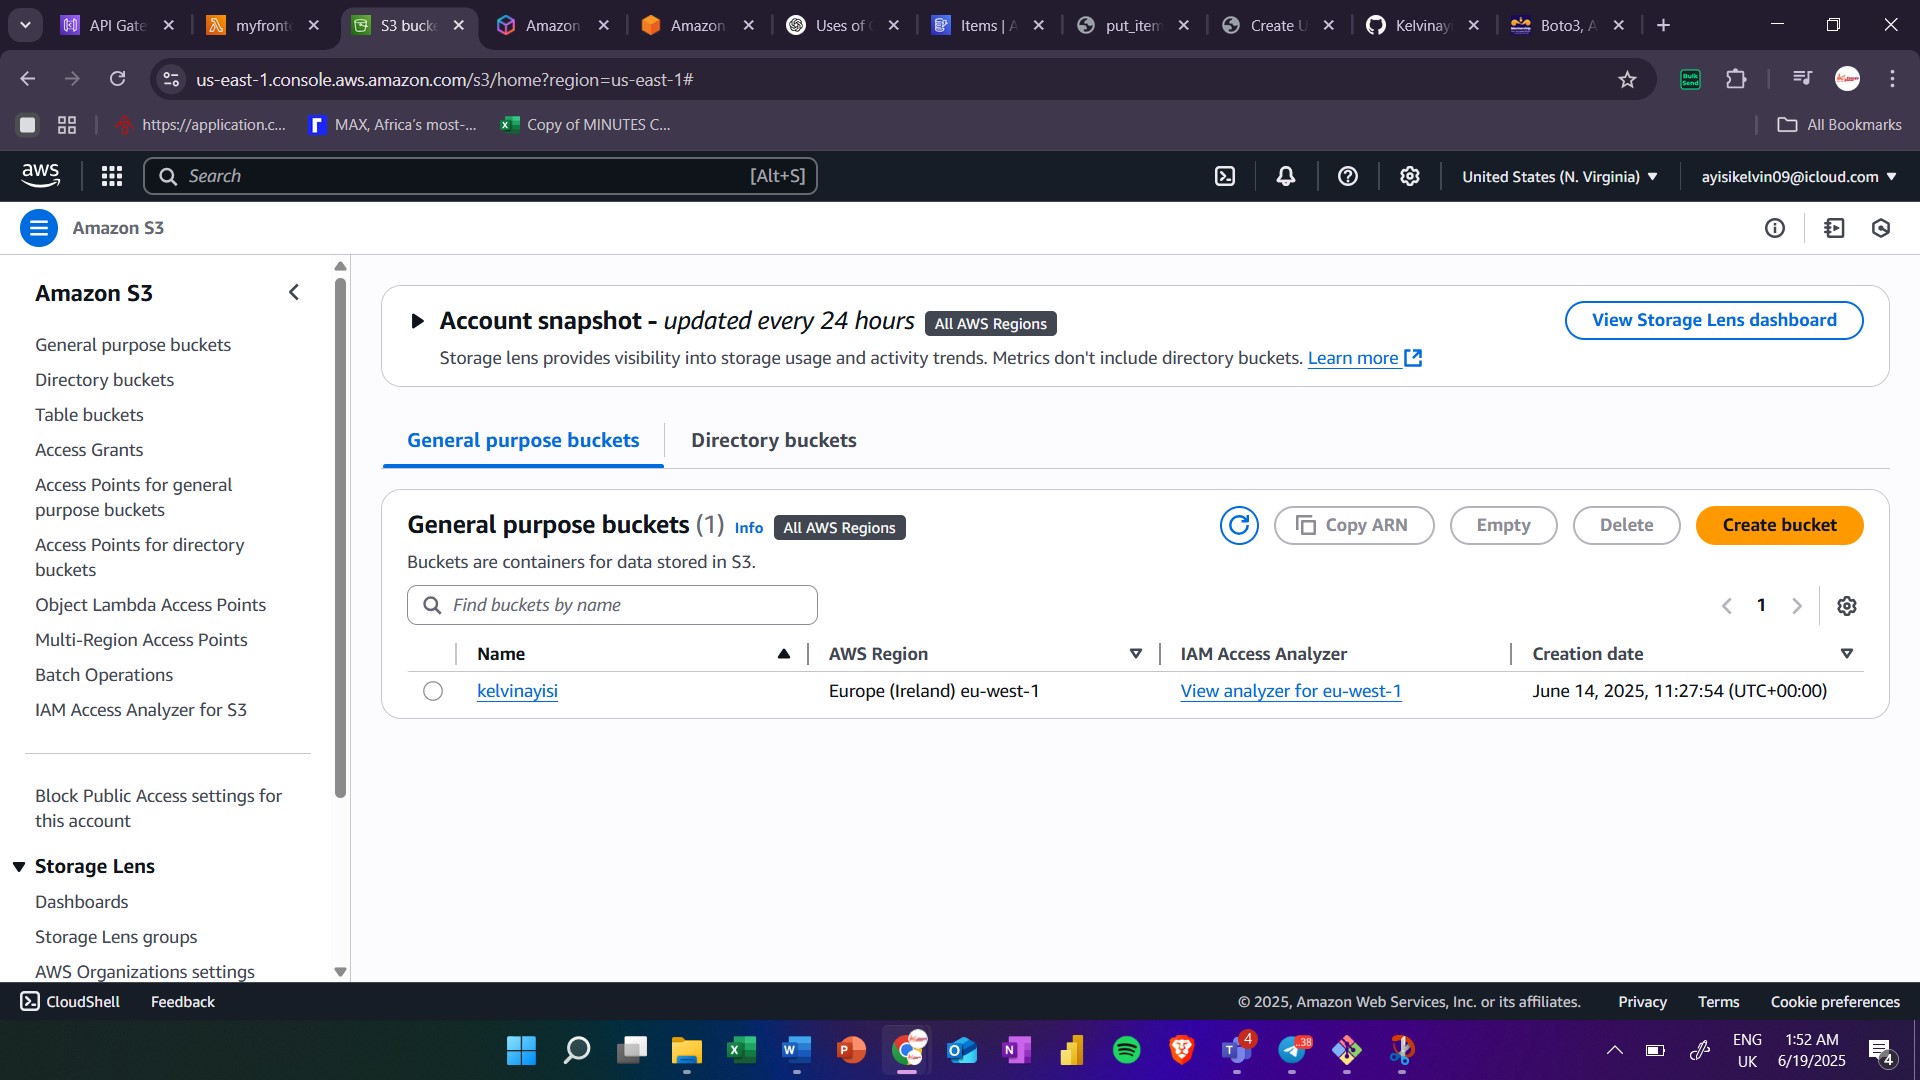 API Gate
myfront
S3 buck
Amazon
Amazon
Uses of
Items | A
put_item
Create U
Kelvinay
Boto3, A
us-east-1.console.aws.amazon.com/s3/home?region=us-east-1#
https://application.c...
MAX, Africa's most-...
Copy of MINUTES C...
All Bookmarks
aws
Search
[Alt+S]
United States (N. Virginia)
ayisikelvin09@icloud.com
Amazon S3
Amazon S3
General purpose buckets
Directory buckets
Table buckets
Access Grants
Access Points for general
purpose buckets
Access Points for directory
buckets
Object Lambda Access Points
Multi-Region Access Points
Batch Operations
IAM Access Analyzer for S3
Block Public Access settings for
this account
Storage Lens
Dashboards
Storage Lens groups
AWS Organizations settings
Account snapshot - updated every 24 hours
All AWS Regions
View Storage Lens dashboard
Storage lens provides visibility into storage usage and activity trends. Metrics don't include directory buckets. Learn more
General purpose buckets
Directory buckets
General purpose buckets (1)
Info
All AWS Regions
Copy ARN
Empty
Delete
Create bucket
Buckets are containers for data stored in S3.
Find buckets by name
1
Name
AWS Region
IAM Access Analyzer
Creation date
kelvinayisi
Europe (Ireland) eu-west-1
View analyzer for eu-west-1
June 14, 2025, 11:27:54 (UTC+00:00)
CloudShell
Feedback
© 2025, Amazon Web Services, Inc. or its affiliates.
Privacy
Terms
Cookie preferences
4
38
ENG
UK
1:52 AM
6/19/2025
4